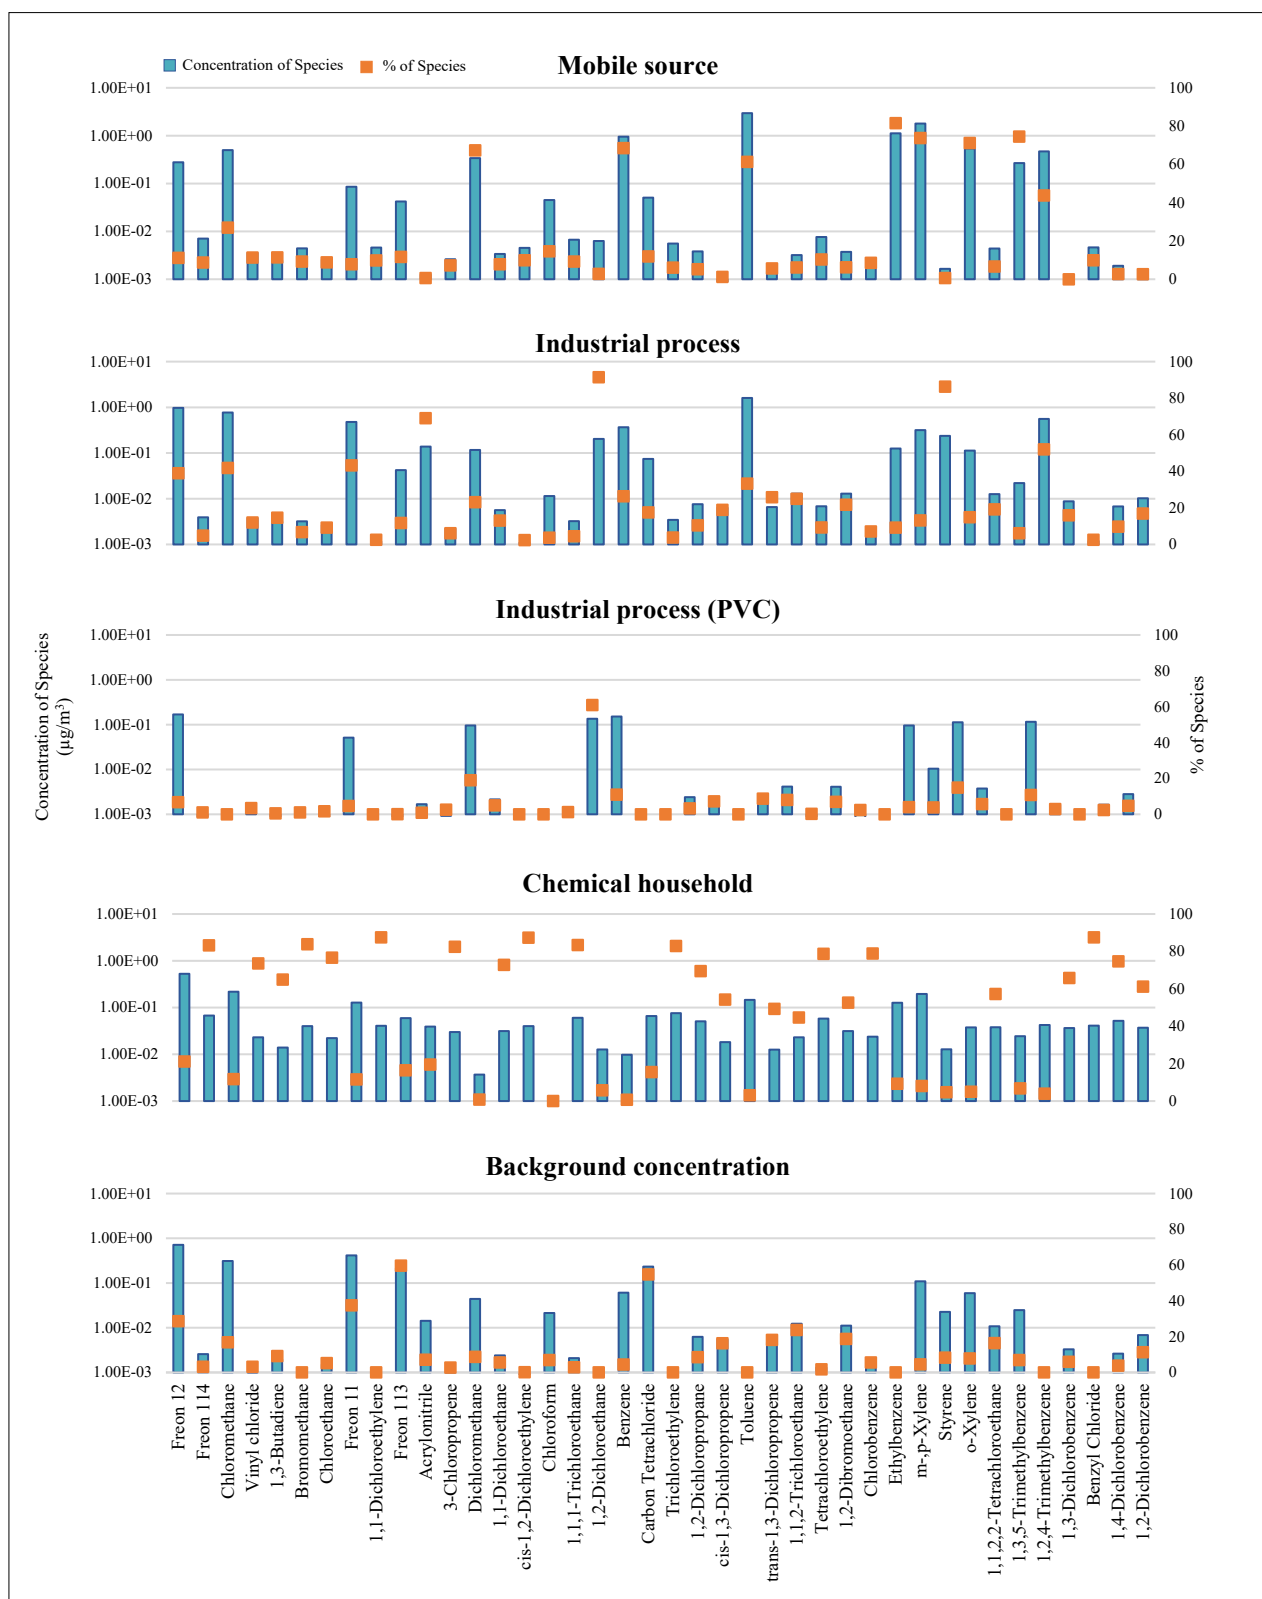 Mobile source
Concentration of Species
% of Species
1.00E+01
1.00E+00
1.00E-01
1.00E-02
1.00E-03
100
80
60
40
20
0
Industrial process
1.00E+01
1.00E+00
1.00E-01
1.00E-02
1.00E-03
100
80
60
40
20
0
Industrial process (PVC)
1.00E+01
1.00E+00
1.00E-01
1.00E-02
1.00E-03
100
80
60
40
20
0
Concentration of Species
(µg/m³)
% of Species
Chemical household
1.00E+01
1.00E+00
1.00E-01
1.00E-02
1.00E-03
100
80
60
40
20
0
Background concentration
1.00E+01
1.00E+00
1.00E-01
1.00E-02
1.00E-03
100
80
60
40
20
0
Freon 12
Freon 114
Chloromethane
Vinyl chloride
1,3-Butadiene
Bromomethane
Chloroethane
Freon 11
1,1-Dichloroethylene
Freon 113
Acrylonitrile
3-Chloropropene
Dichloromethane
1,1-Dichloroethane
cis-1,2-Dichloroethylene
Chloroform
1,1,1-Trichloroethane
1,2-Dichloroethane
Benzene
Carbon Tetrachloride
Trichloroethylene
1,2-Dichloropropane
cis-1,3-Dichloropropene
Toluene
trans-1,3-Dichloropropene
1,1,2-Trichloroethane
Tetrachloroethylene
1,2-Dibromoethane
Chlorobenzene
Ethylbenzene
m-,p-Xylene
Styrene
o-Xylene
1,1,2,2-Tetrachloroethane
1,3,5-Trimethylbenzene
1,2,4-Trimethylbenzene
1,3-Dichlorobenzene
Benzyl Chloride
1,4-Dichlorobenzene
1,2-Dichlorobenzene